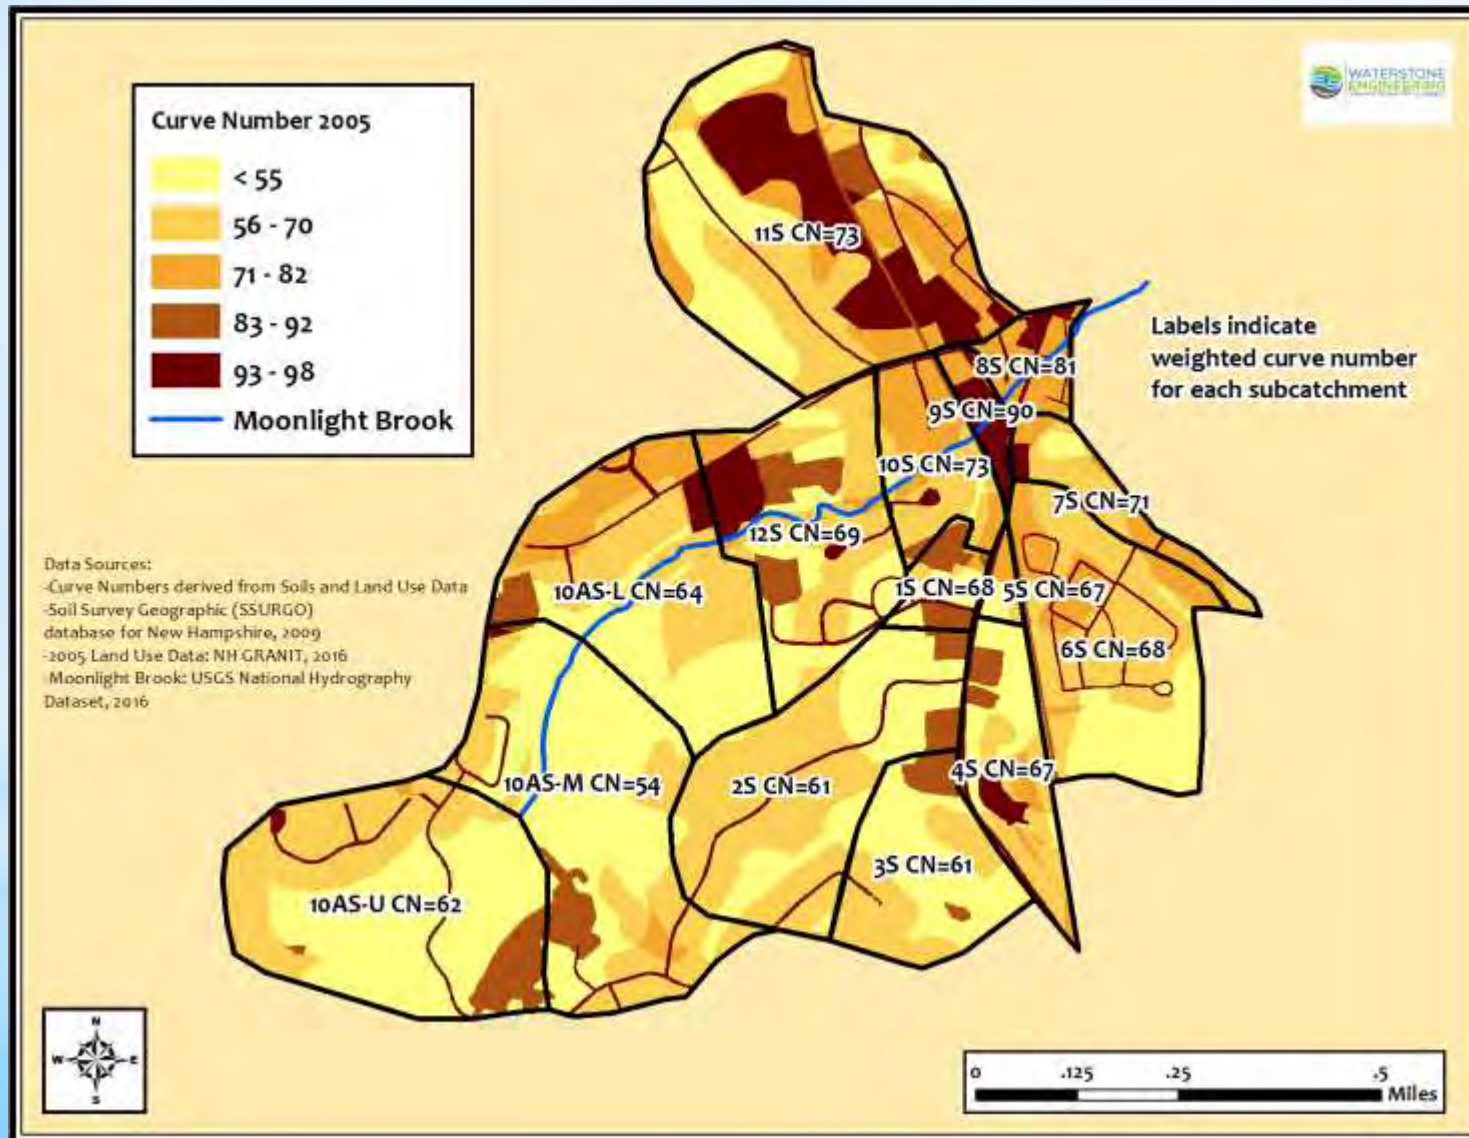 Curve Number 2005
< 55
56 - 70
71 - 82
83 - 92
93 - 98
Moonlight Brook
WATERSTONE
ENGINEERING
Labels indicate
weighted curve number
for each subcatchment
11S CN=73
8S CN=81
9S CN=90
10S CN=73
7S CN=71
12S CN=69
10AS-L CN=64
1S CN=68
5S CN=67
6S CN=68
10AS-M CN=54
2S CN=61
4S CN=67
3S CN=61
10AS-U CN=62
Data Sources:
-Curve Numbers derived from Soils and Land Use Data
-Soil Survey Geographic (SSURGO)
database for New Hampshire, 2009
-2005 Land Use Data: NH GRANIT, 2016
-Moonlight Brook: USGS National Hydrography
Dataset, 2016
N
W E
S
0 .125 .25 .5
Miles